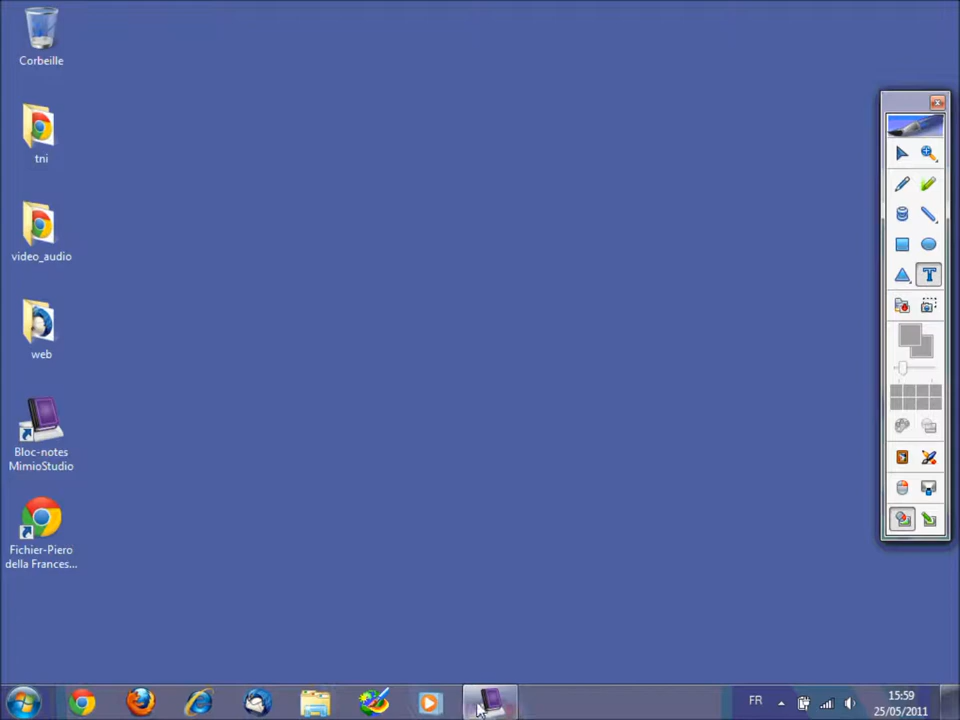 Corbeille
tni
video_audio
web
Bloc-notes
MimioStudio
Fichier-Piero
della Frances...
T
FR
15:59
25/05/2011